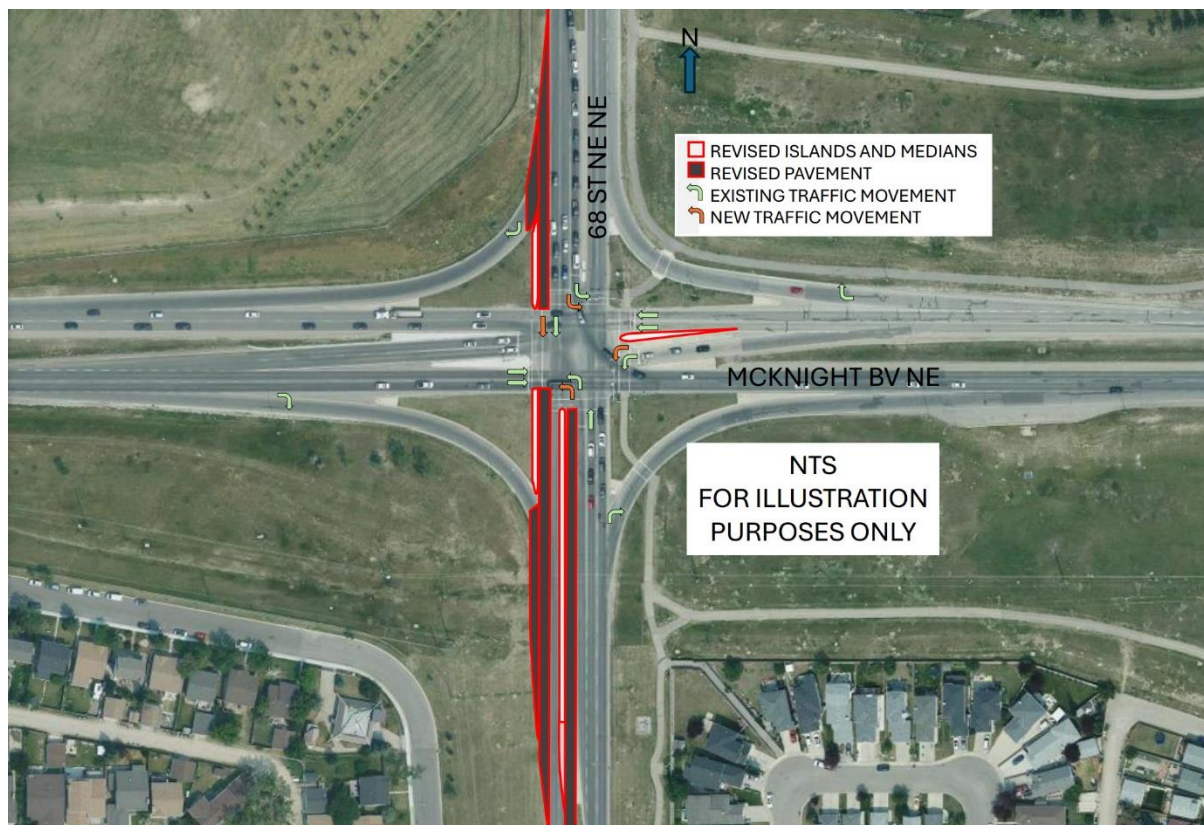 N
68 ST NE NE
REVISED ISLANDS AND MEDIANS
REVISED PAVEMENT
EXISTING TRAFFIC MOVEMENT
NEW TRAFFIC MOVEMENT
MCKNIGHT BV NE
NTS
FOR ILLUSTRATION
PURPOSES ONLY